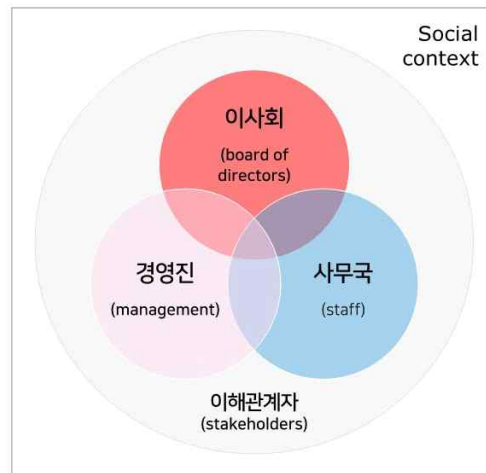 Social
context
이사회
(board of
directors)
경영진
(management)
사무국
(staff)
이해관계자
(stakeholders)